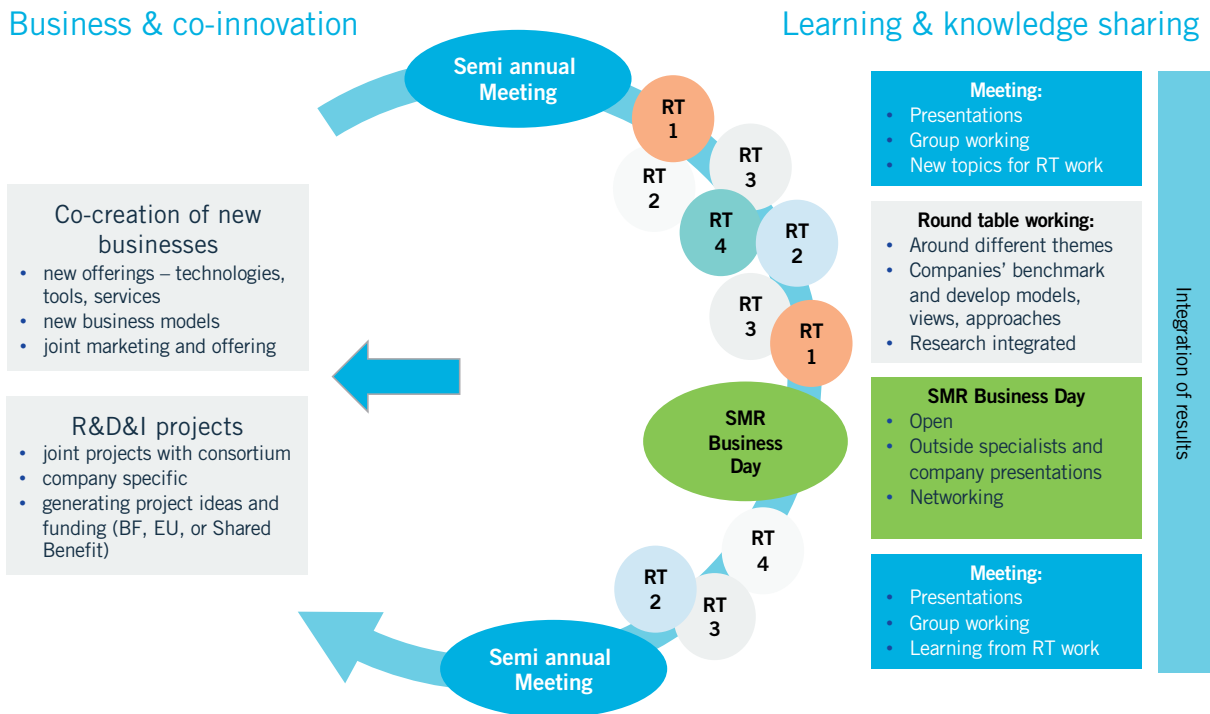 Business & co-innovation
Learning & knowledge sharing
Semi annual
Meeting
RT
1
RT
2
RT
3
RT
4
RT
2
RT
3
RT
1
SMR
Business
Day
RT
4
RT
2
RT
3
Semi annual
Meeting
Co-creation of new
businesses
• new offerings – technologies,
tools, services
• new business models
• joint marketing and offering
R&D&I projects
• joint projects with consortium
• company specific
• generating project ideas and
funding (BF, EU, or Shared
Benefit)
Meeting:
• Presentations
• Group working
• New topics for RT work
Round table working:
• Around different themes
• Companies’ benchmark
and develop models,
views, approaches
• Research integrated
SMR Business Day
• Open
• Outside specialists and
company presentations
• Networking
Meeting:
• Presentations
• Group working
• Learning from RT work
Integration of results